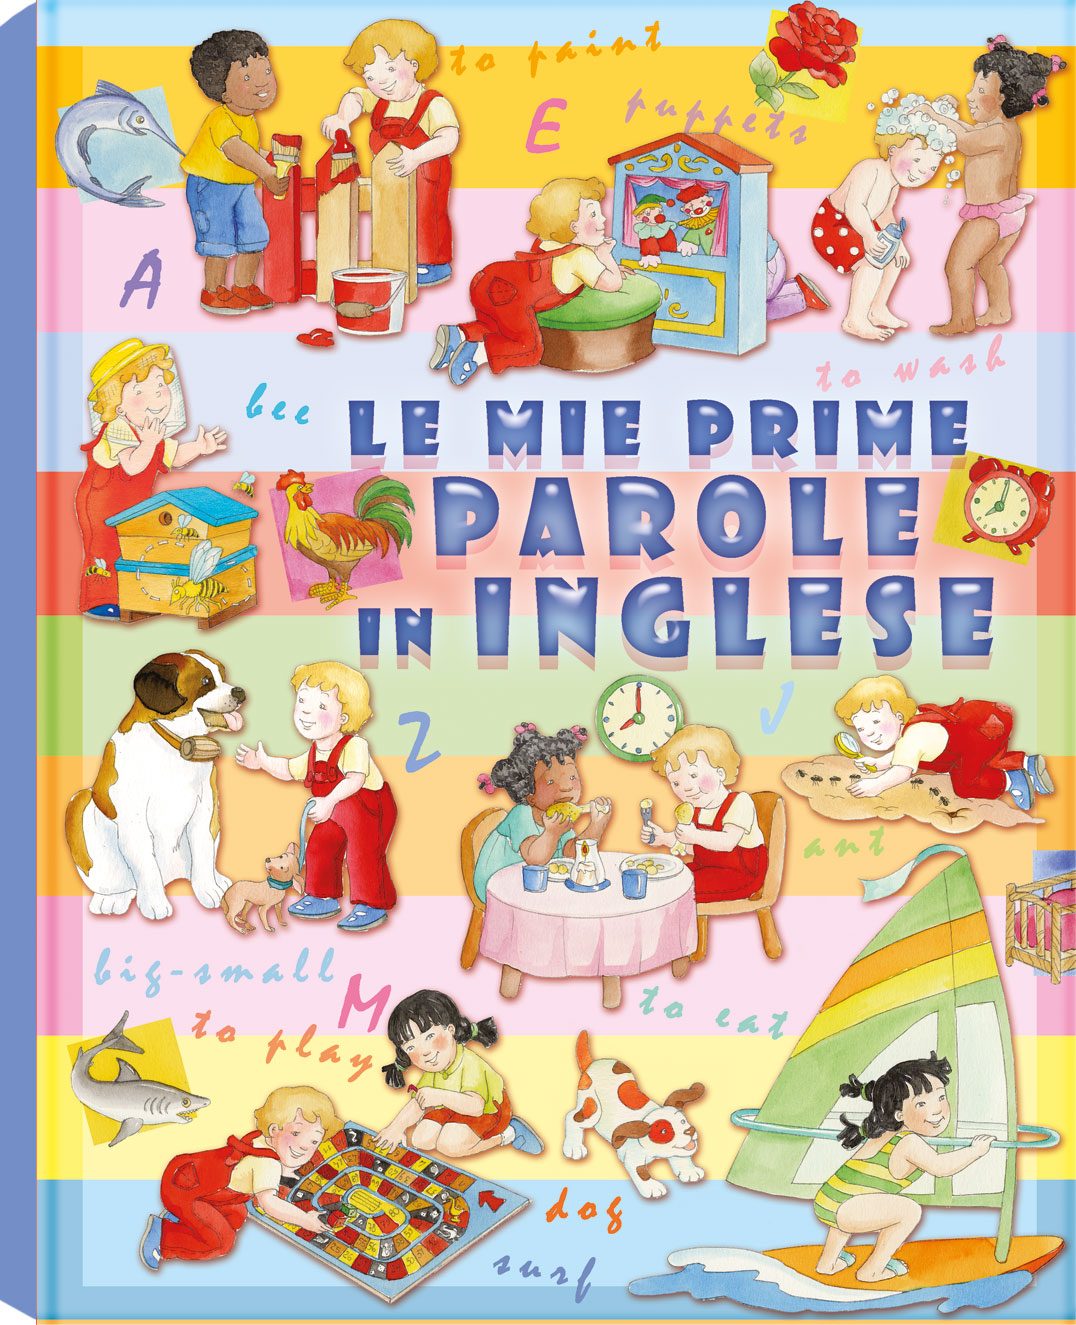 to paint
E
puppets
A
to wash
bee
LE MIE PRIME
PAROLE
IN INGLESE
Z
J
ant
big-small
M
to play
to eat
dog
surf